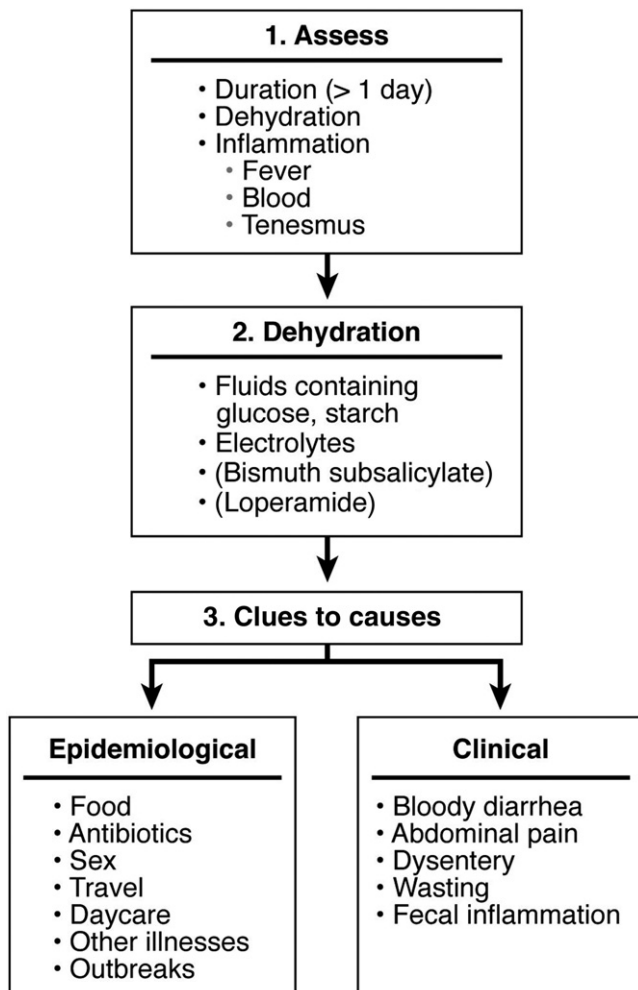 1. Assess
• Duration (> 1 day)
• Dehydration
• Inflammation
• Fever
• Blood
• Tenesmus
2. Dehydration
• Fluids containing
glucose, starch
• Electrolytes
• (Bismuth subsalicylate)
• (Loperamide)
3. Clues to causes
Epidemiological
• Food
• Antibiotics
• Sex
• Travel
• Daycare
• Other illnesses
• Outbreaks
Clinical
• Bloody diarrhea
• Abdominal pain
• Dysentery
• Wasting
• Fecal inflammation